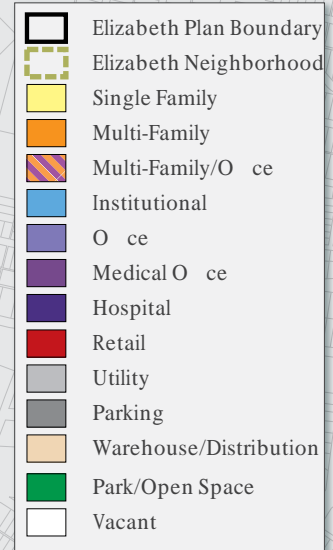 Elizabeth Plan Boundary
Elizabeth Neighborhood
Single Family
Multi-Family
Multi-Family/O ce
Institutional
O ce
Medical O ce
Hospital
Retail
Utility
Parking
Warehouse/Distribution
Park/Open Space
Vacant